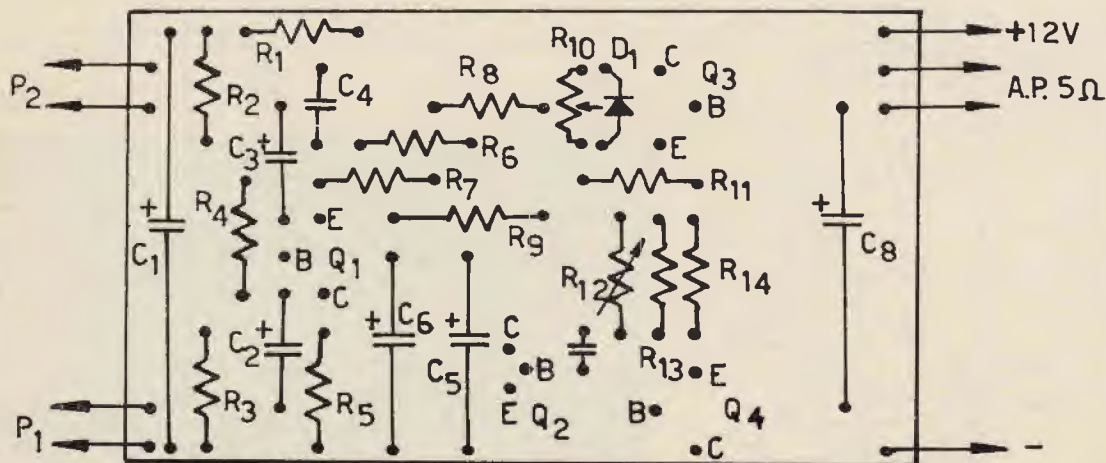 R1
R10 D1
+12V
P2
R2
C4
R8
C Q3
B
A.P. 5Ω
+
C3
R6
E
R4
R7
R11
+
C1
E
R9
+
C8
B Q1
R12
R14
C
+
C2
+
C6
+
C5
C
B
R13
E
R3
R5
E Q2
B
Q4
P1
C
-